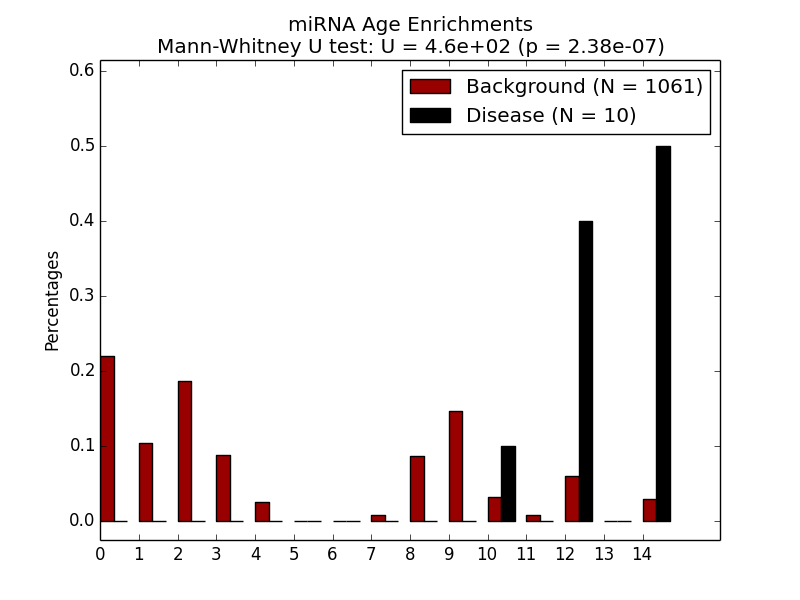 miRNA Age Enrichments
Mann-Whitney U test: U = 4.6e+02 (p = 2.38e-07)
Background (N = 1061)
Disease (N = 10)
Percentages
0.6
0.5
0.4
0.3
0.2
0.1
0.0
0 1 2 3 4 5 6 7 8 9 10 11 12 13 14